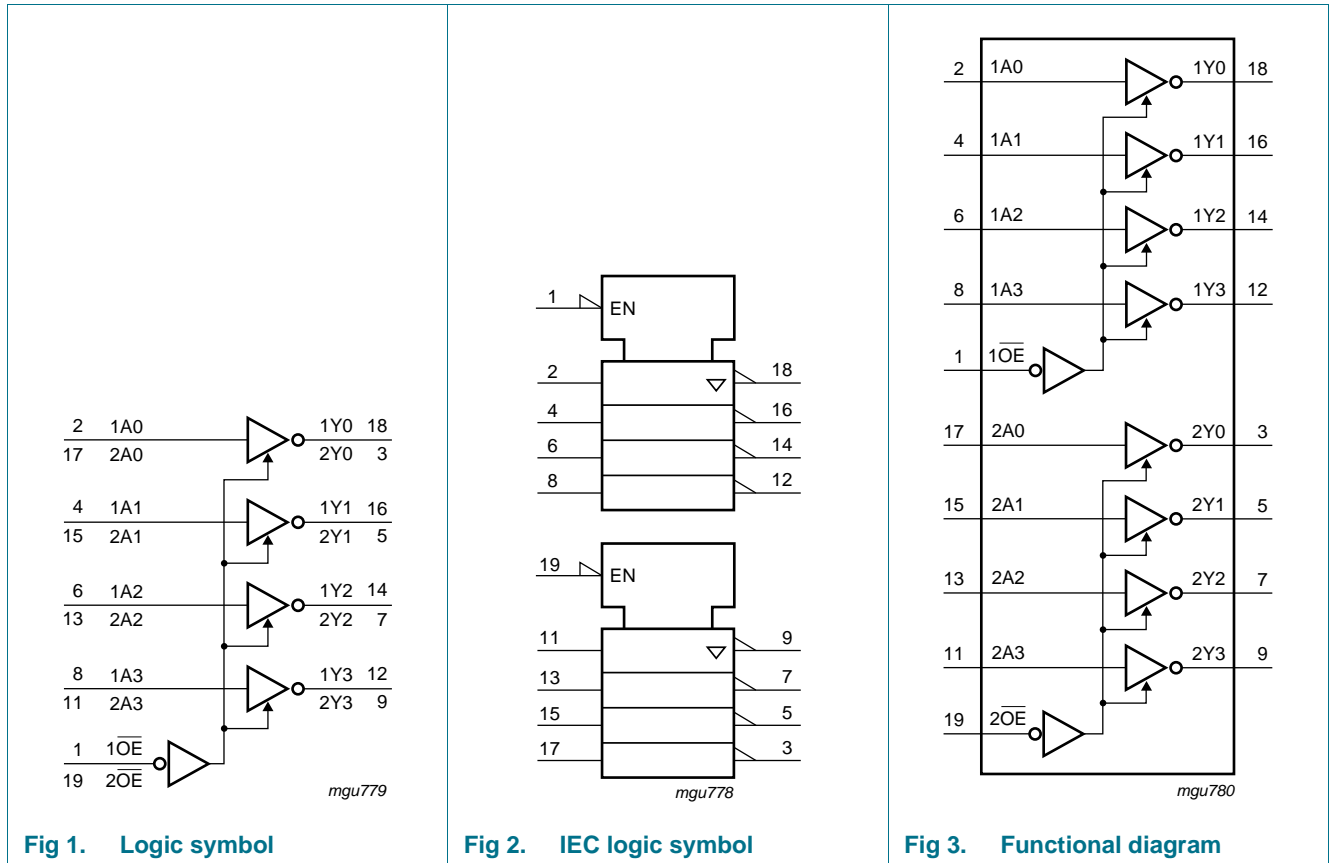 2 1A0 1Y0 18
17 2A0 2Y0 3
4 1A1 1Y1 16
15 2A1 2Y1 5
6 1A2 1Y2 14
13 2A2 2Y2 7
8 1A3 1Y3 12
11 2A3 2Y3 9
1 1O̅E̅
19 2O̅E̅
mgu779
Fig 1. Logic symbol
1 EN
2 18
4 16
6 14
8 12
19 EN
11 9
13 7
15 5
17 3
mgu778
Fig 2. IEC logic symbol
2 1A0 1Y0 18
4 1A1 1Y1 16
6 1A2 1Y2 14
8 1A3 1Y3 12
1 1O̅E̅
17 2A0 2Y0 3
15 2A1 2Y1 5
13 2A2 2Y2 7
11 2A3 2Y3 9
19 2O̅E̅
mgu780
Fig 3. Functional diagram